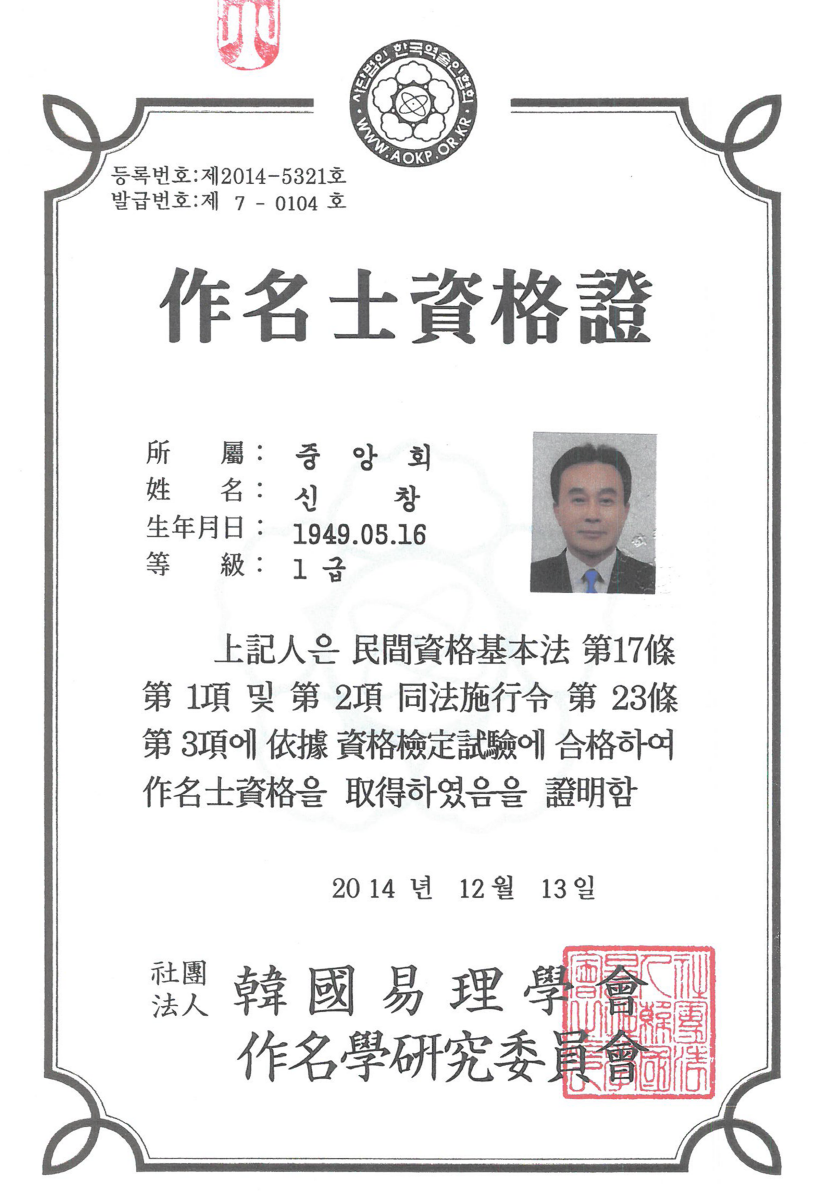 사단법인 한국역술인협회
WWW.AOKP.OR.KR
등록번호:제2014-5321호
발급번호:제 7 - 0104 호
作名士資格證
所 屬 : 중 앙 회
姓 名 : 신 창
生年月日 : 1949.05.16
等 級 : 1 급
上記人은 民間資格基本法 第17條
第 1項 및 第 2項 同法施行令 第 23條
第 3項에 依據 資格檢定試驗에 合格하여
作名士資格을 取得하였음을 證明함
2014 년 12월 13일
社團
法人 韓國易理學會
作名學硏究委員會